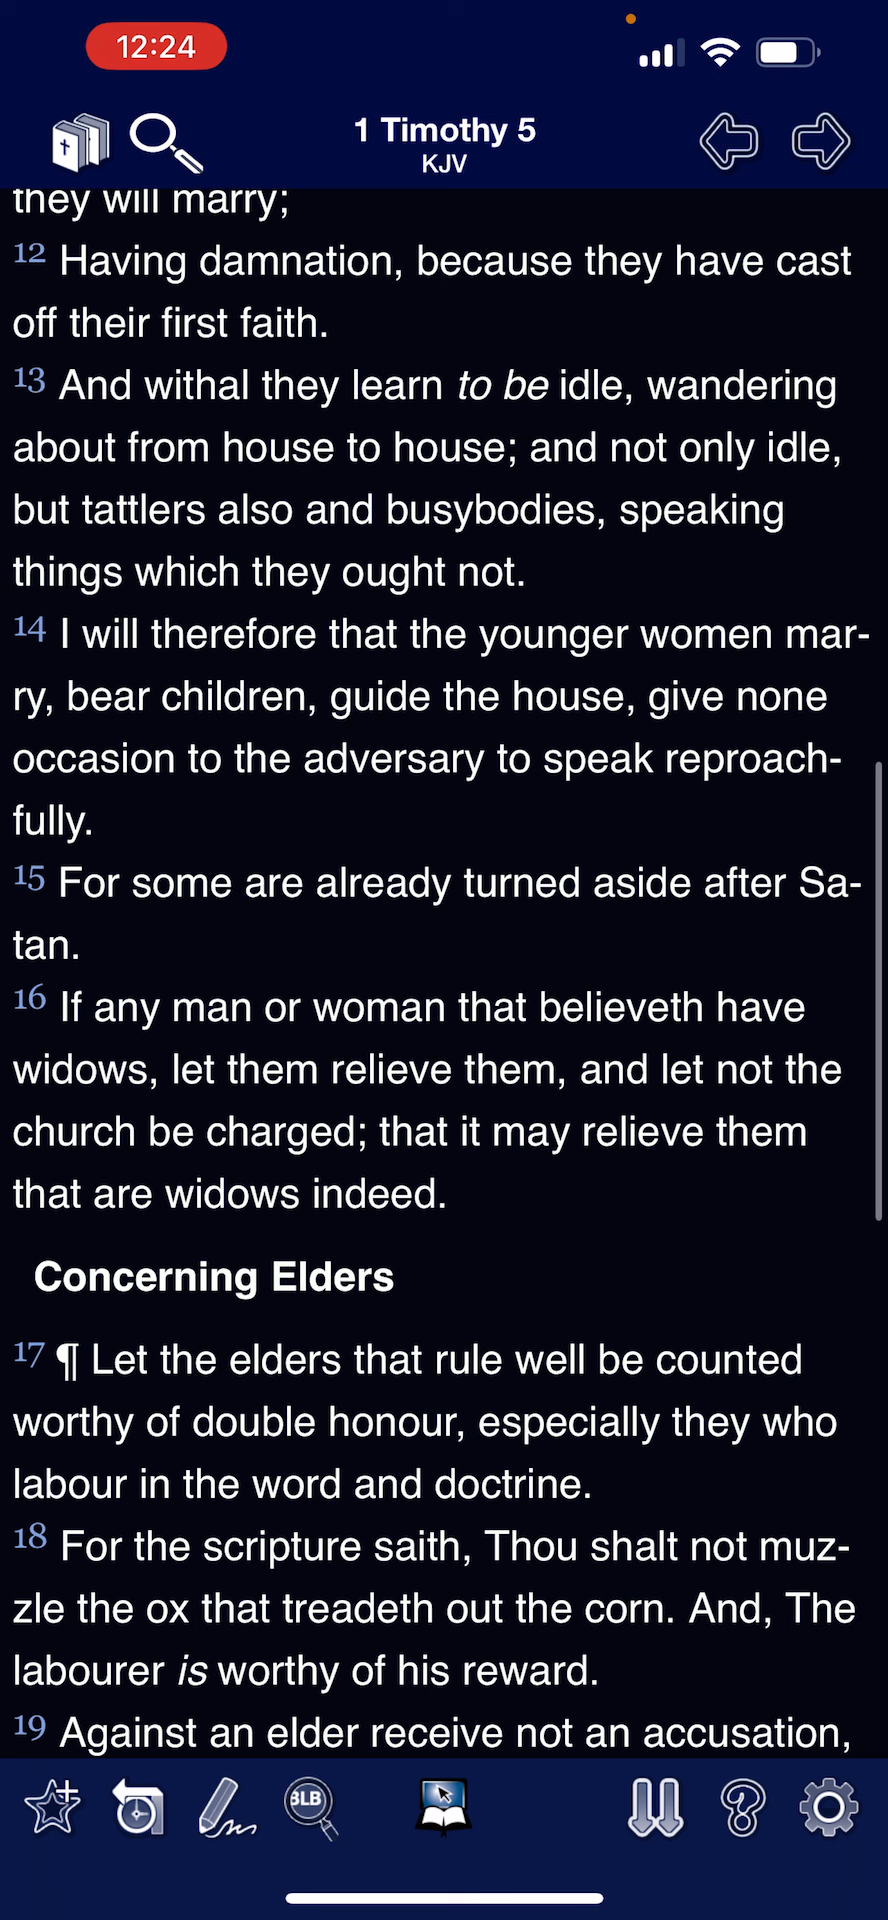 12:24
1 Timothy 5
KJV
they will marry;
12 Having damnation, because they have cast
off their first faith.
13 And withal they learn to be idle, wandering
about from house to house; and not only idle,
but tattlers also and busybodies, speaking
things which they ought not.
14 I will therefore that the younger women mar-
ry, bear children, guide the house, give none
occasion to the adversary to speak reproach-
fully.
15 For some are already turned aside after Sa-
tan.
16 If any man or woman that believeth have
widows, let them relieve them, and let not the
church be charged; that it may relieve them
that are widows indeed.
Concerning Elders
17 ¶ Let the elders that rule well be counted
worthy of double honour, especially they who
labour in the word and doctrine.
18 For the scripture saith, Thou shalt not muz-
zle the ox that treadeth out the corn. And, The
labourer is worthy of his reward.
19 Against an elder receive not an accusation,
BLB